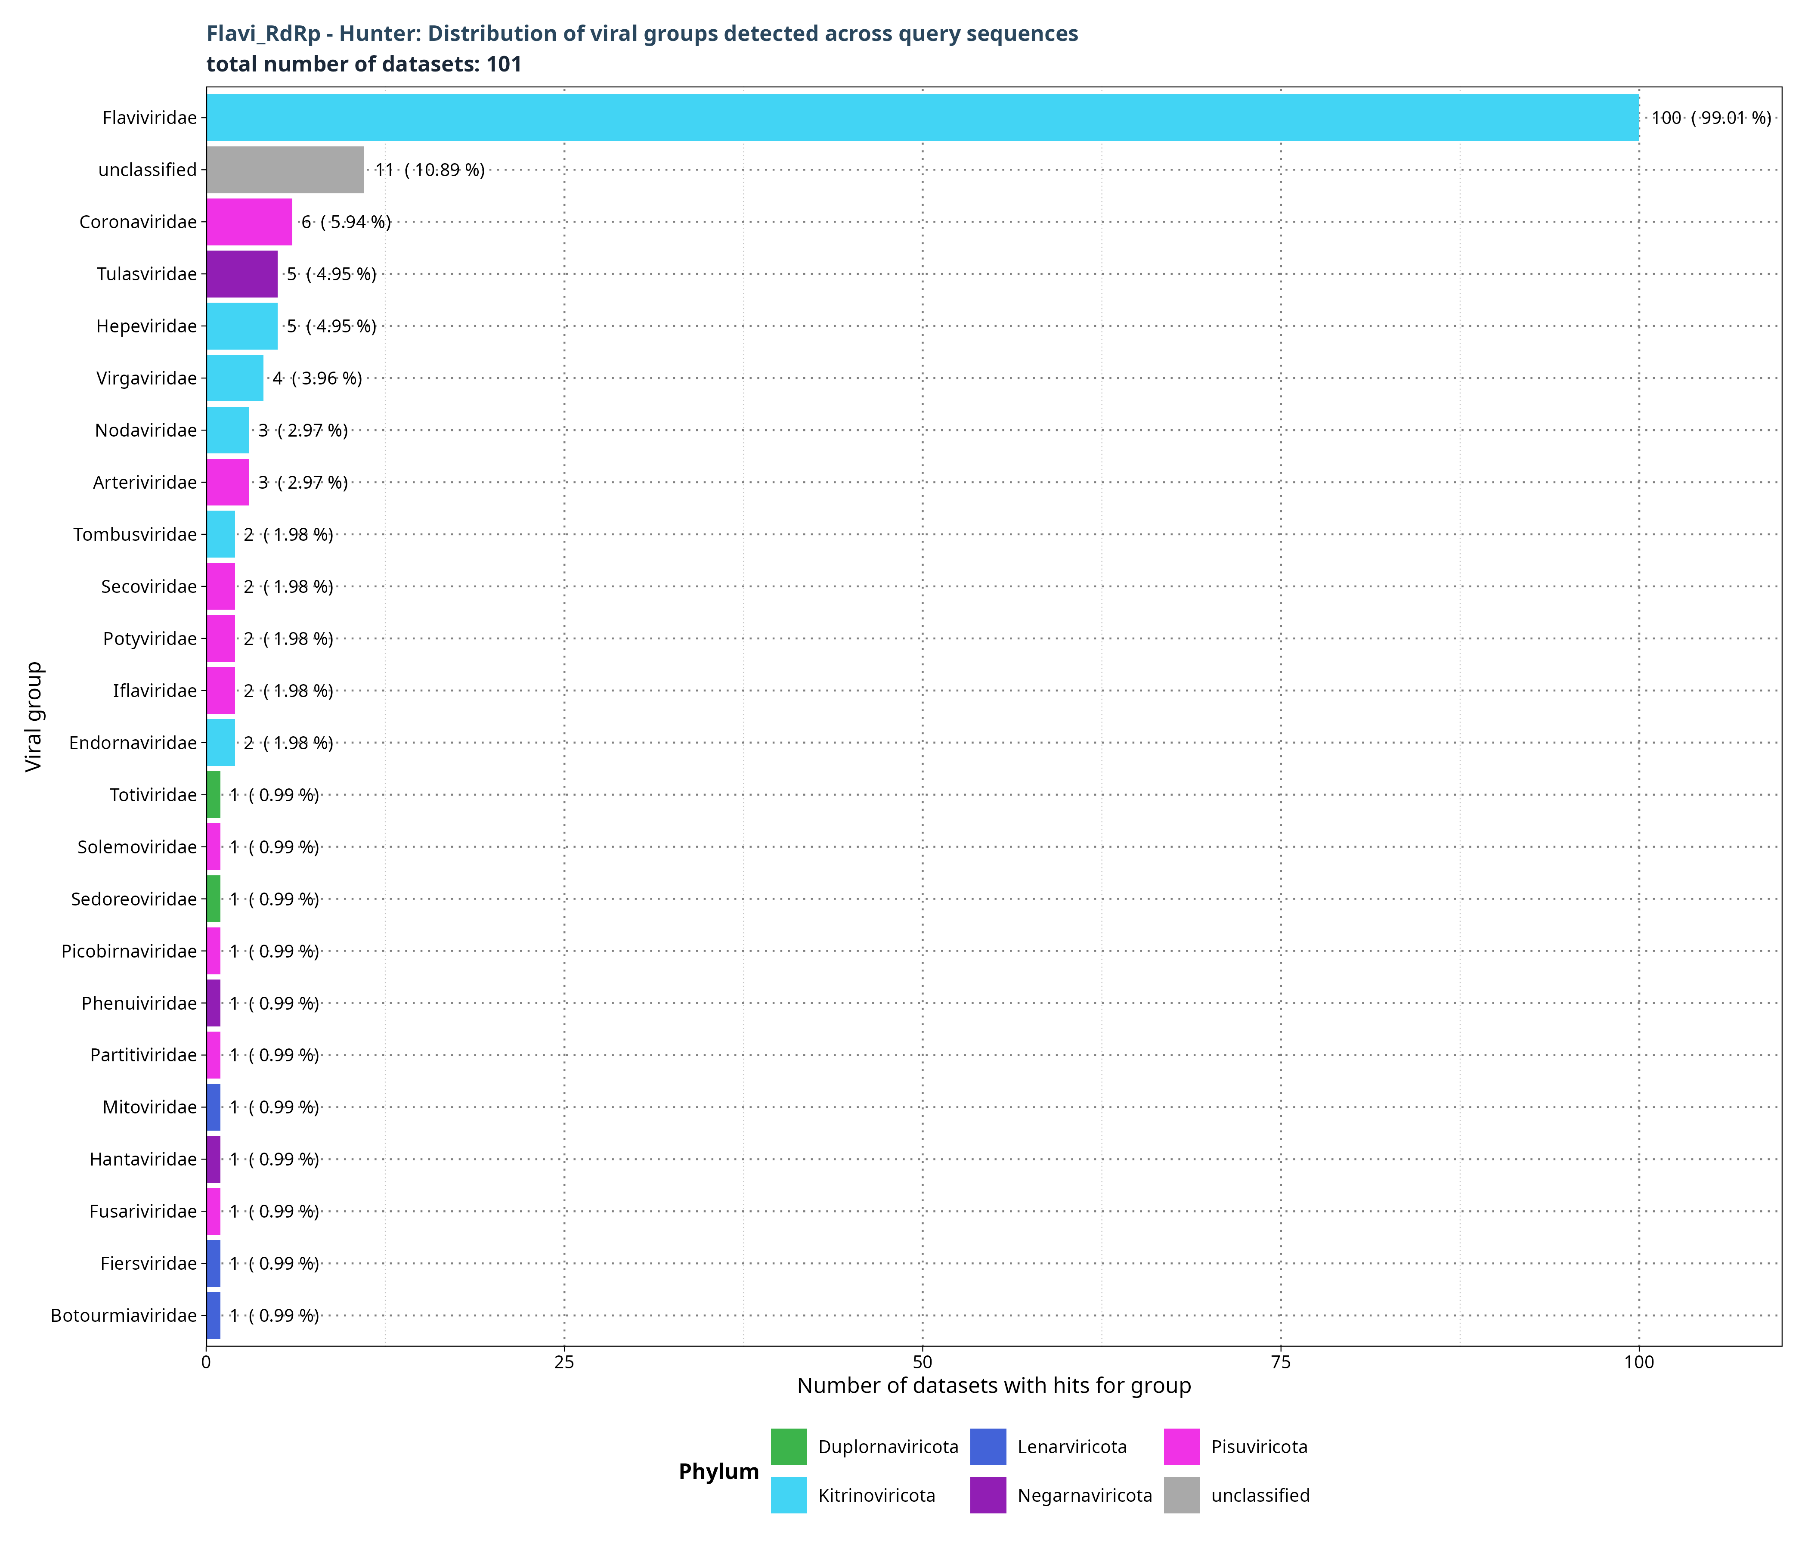 Flavi_RdRp - Hunter: Distribution of viral groups detected across query sequences
total number of datasets: 101
Flaviviridae 100 ( 99.01 %)
unclassified 11 ( 10.89 %)
Coronaviridae 6 ( 5.94 %)
Tulasviridae 5 ( 4.95 %)
Hepeviridae 5 ( 4.95 %)
Virgaviridae 4 ( 3.96 %)
Nodaviridae 3 ( 2.97 %)
Arteriviridae 3 ( 2.97 %)
Tombusviridae 2 ( 1.98 %)
Secoviridae 2 ( 1.98 %)
Potyviridae 2 ( 1.98 %)
Iflaviridae 2 ( 1.98 %)
Endornaviridae 2 ( 1.98 %)
Totiviridae 1 ( 0.99 %)
Solemoviridae 1 ( 0.99 %)
Sedoreoviridae 1 ( 0.99 %)
Picobirnaviridae 1 ( 0.99 %)
Phenuiviridae 1 ( 0.99 %)
Partitiviridae 1 ( 0.99 %)
Mitoviridae 1 ( 0.99 %)
Hantaviridae 1 ( 0.99 %)
Fusariviridae 1 ( 0.99 %)
Fiersviridae 1 ( 0.99 %)
Botourmiaviridae 1 ( 0.99 %)
Viral group
0 25 50 75 100
Number of datasets with hits for group
Phylum
Duplornaviricota Lenarviricota Pisuviricota
Kitrinoviricota Negarnaviricota unclassified